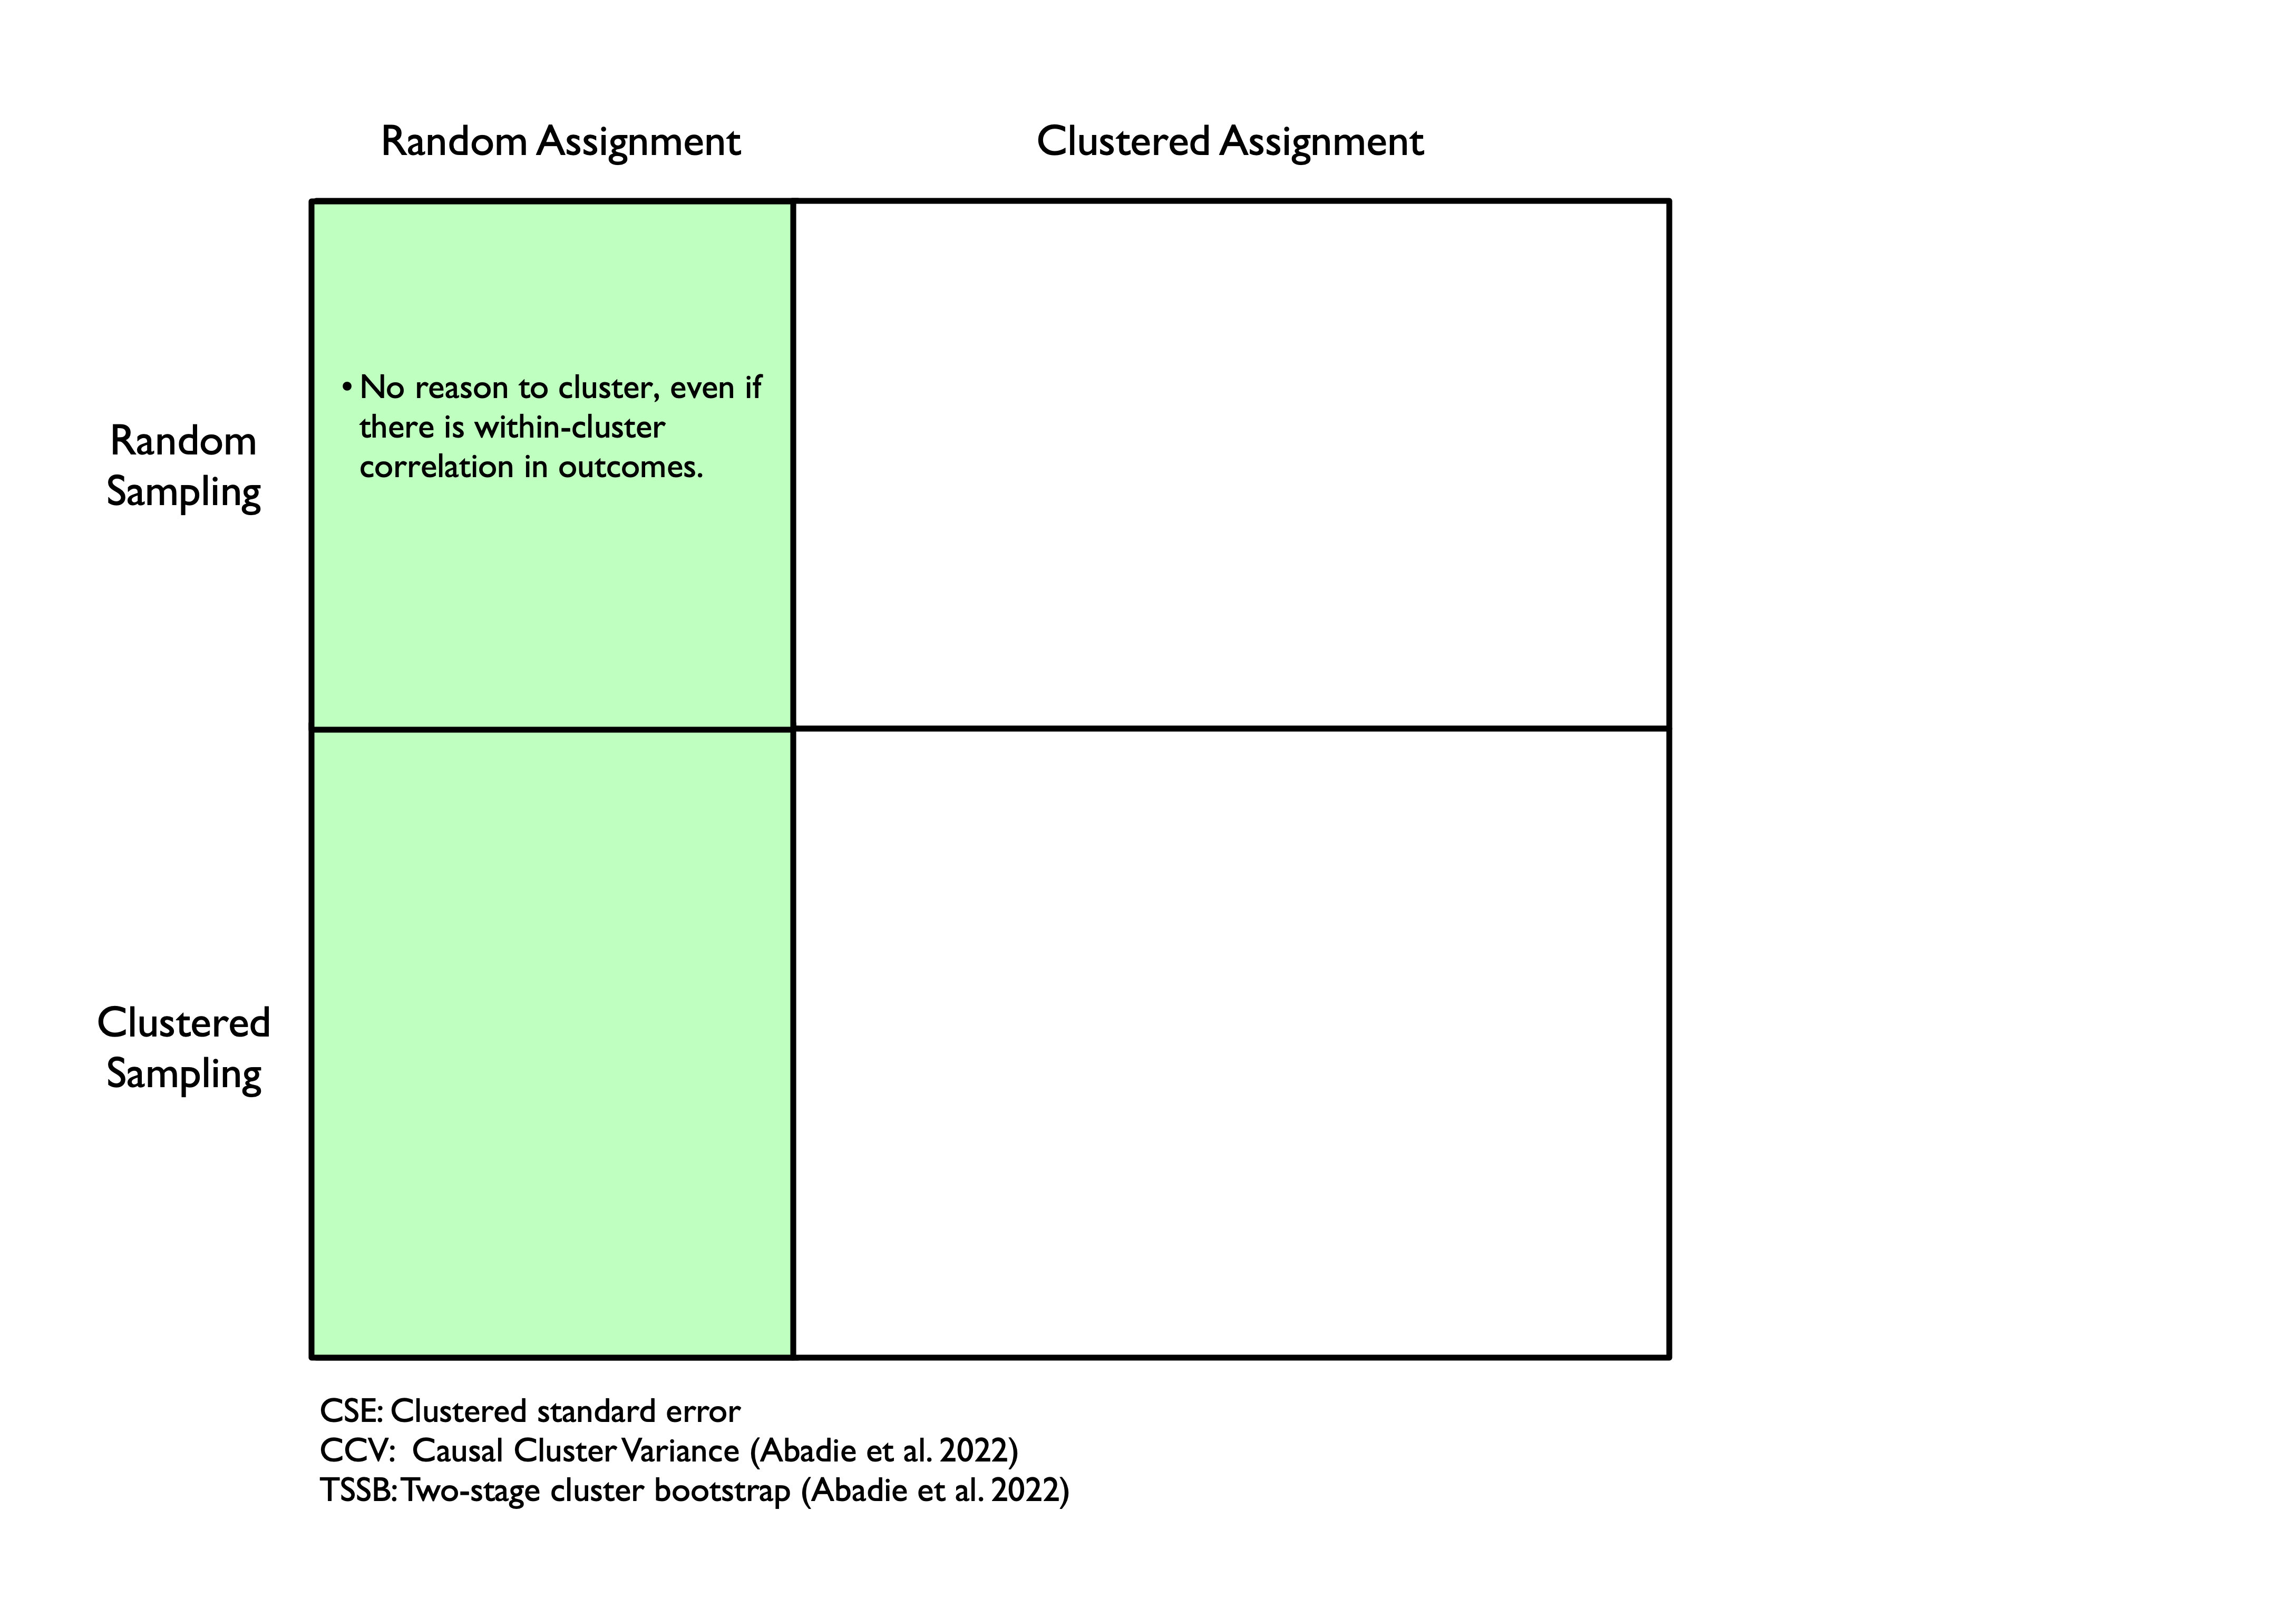 Random Assignment
Clustered Assignment
• No reason to cluster, even if
there is within-cluster
correlation in outcomes.
Random
Sampling
Clustered
Sampling
CSE: Clustered standard error
CCV: Causal Cluster Variance (Abadie et al. 2022)
TSSB: Two-stage cluster bootstrap (Abadie et al. 2022)